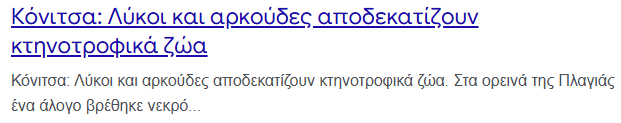 Κόνιτσα: Λύκοι και αρκούδες αποδεκατίζουν
κτηνοτροφικά ζώα
Κόνιτσα: Λύκοι και αρκούδες αποδεκατίζουν κτηνοτροφικά ζώα. Στα ορεινά της Πλαγιάς
ένα άλογο βρέθηκε νεκρό...